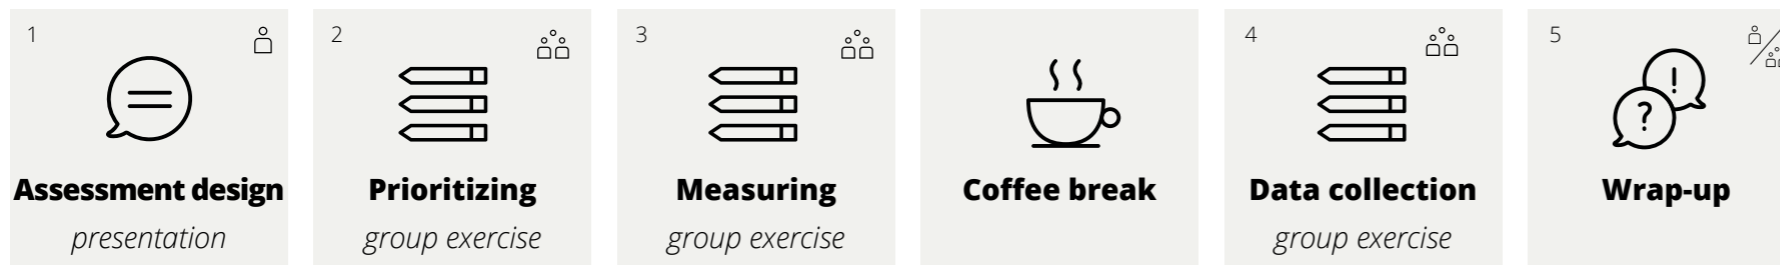 1
Assessment design
presentation
2
Prioritizing
group exercise
3
Measuring
group exercise
Coffee break
4
Data collection
group exercise
5
!
?
Wrap-up